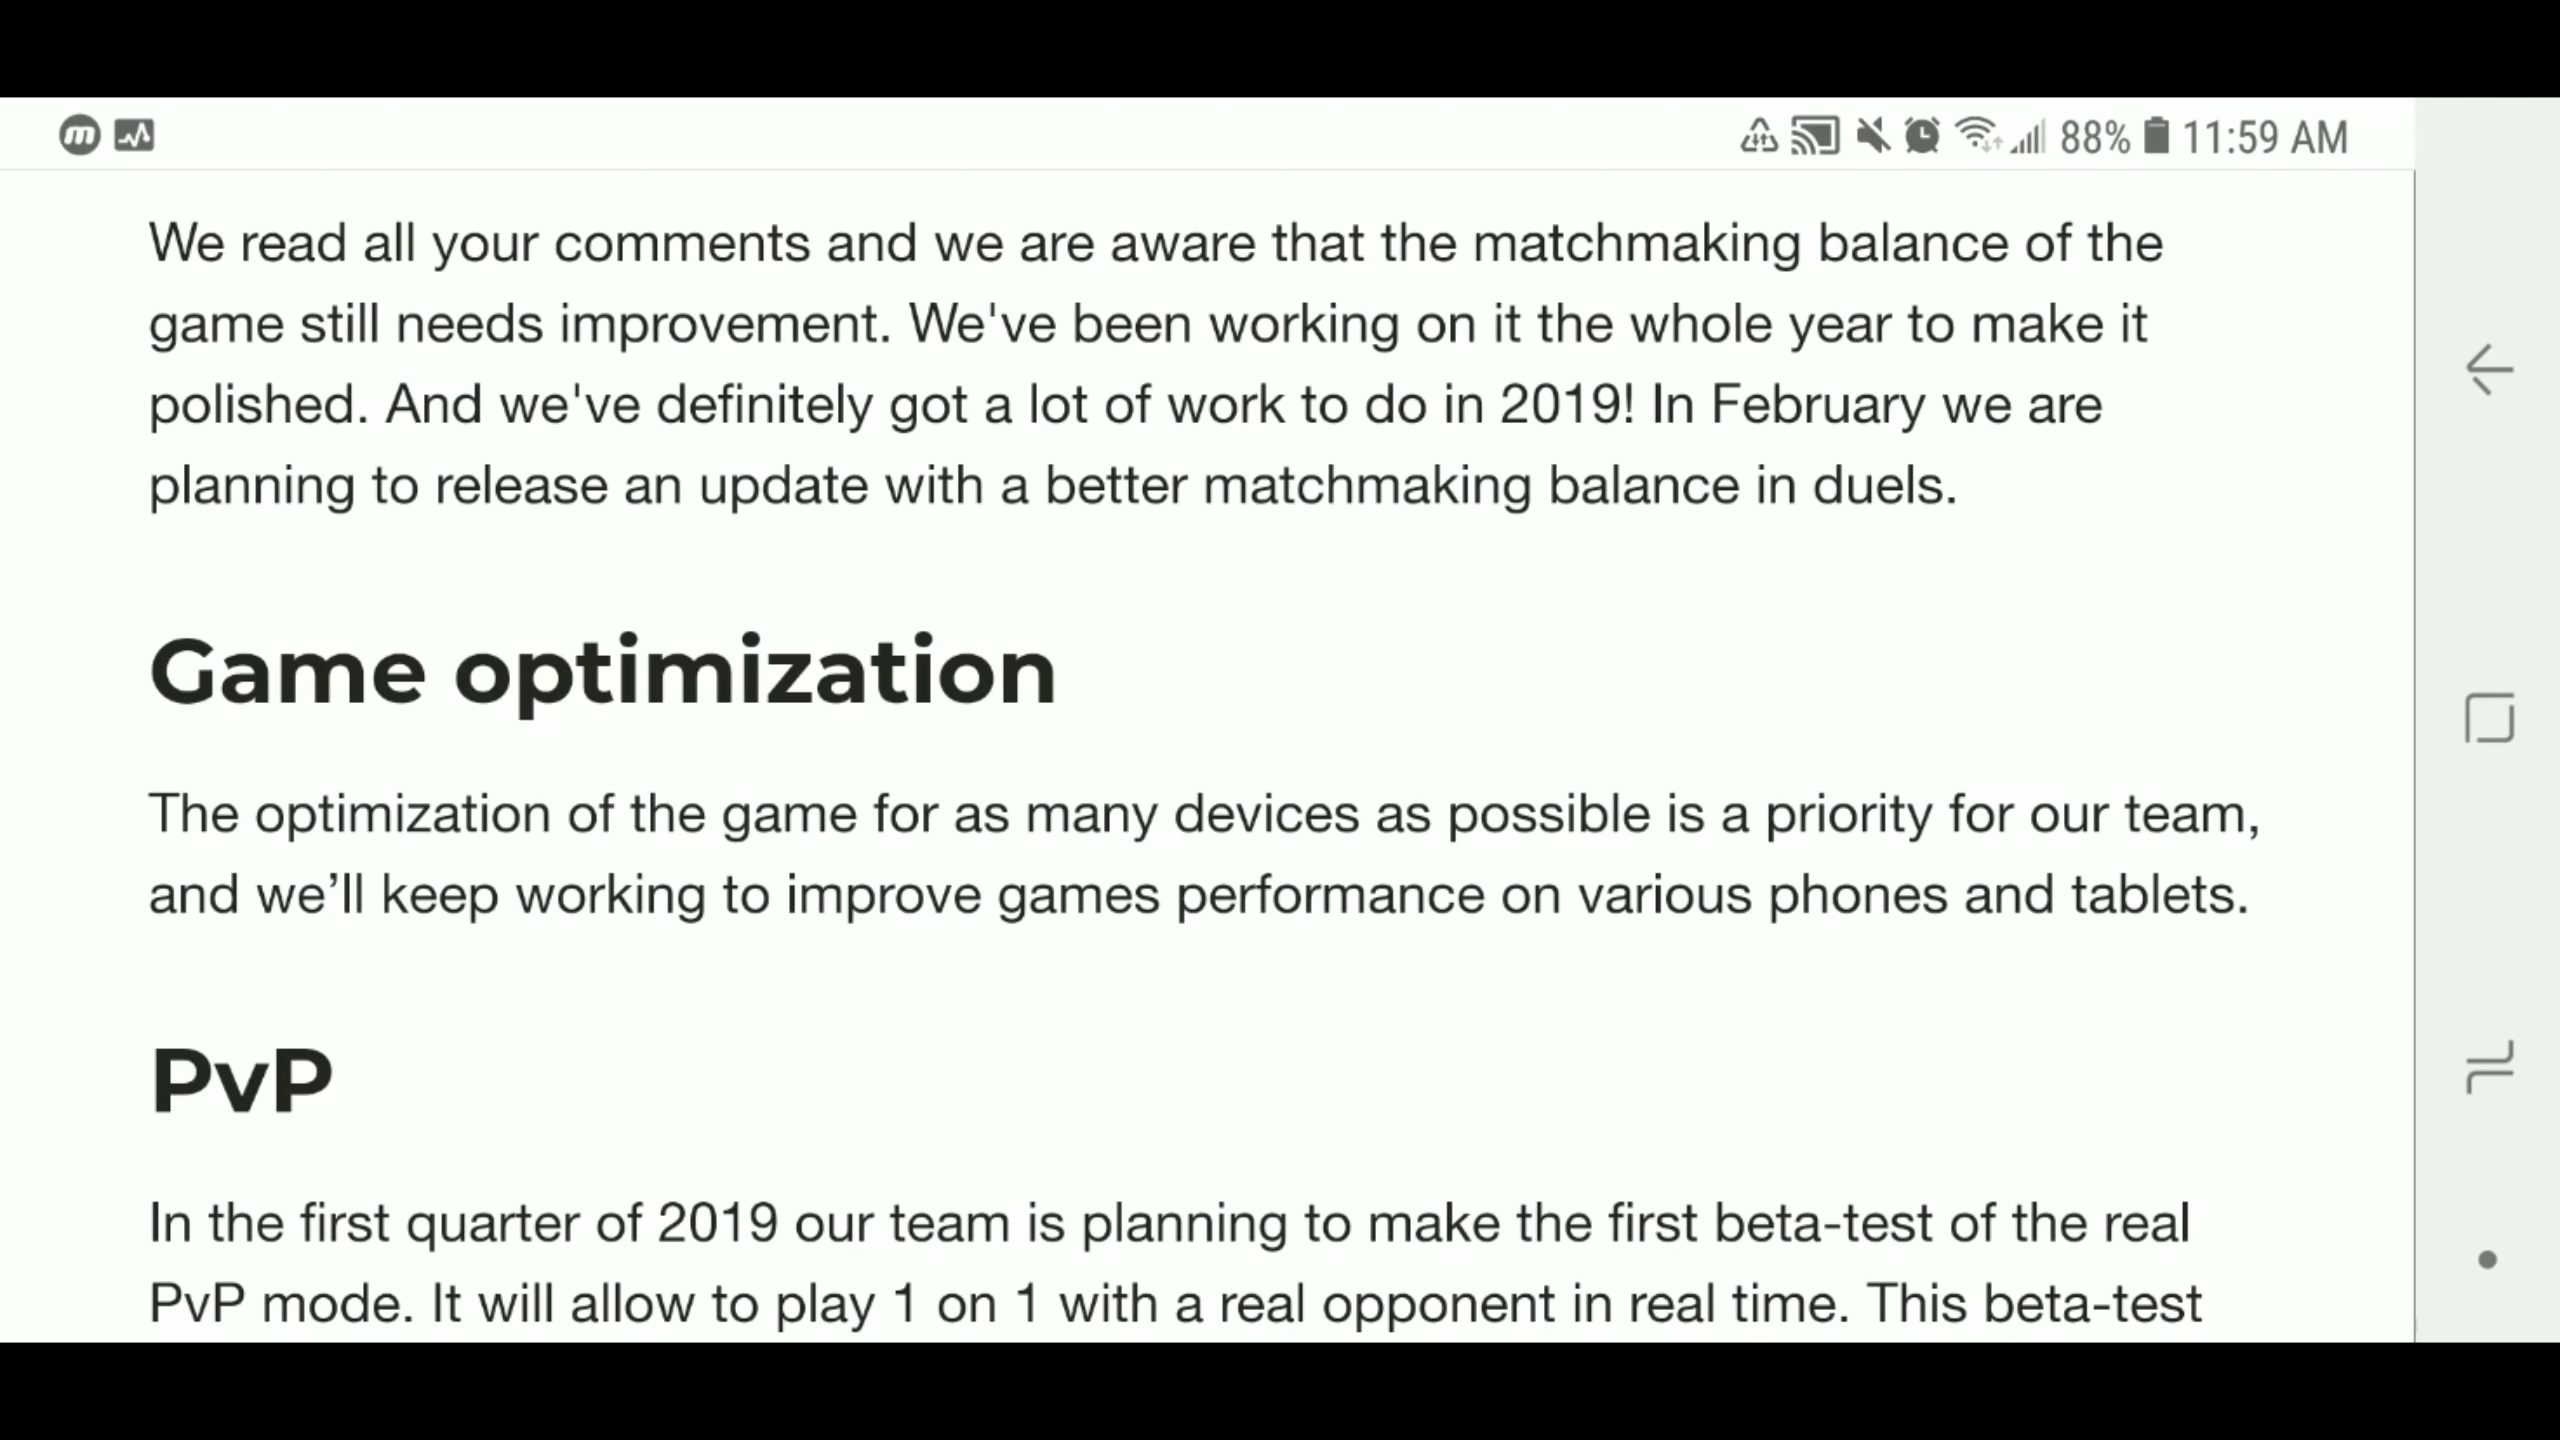 m
88% 11:59 AM
We read all your comments and we are aware that the matchmaking balance of the
game still needs improvement. We've been working on it the whole year to make it
polished. And we've definitely got a lot of work to do in 2019! In February we are
planning to release an update with a better matchmaking balance in duels.
Game optimization
The optimization of the game for as many devices as possible is a priority for our team,
and we’ll keep working to improve games performance on various phones and tablets.
PvP
In the first quarter of 2019 our team is planning to make the first beta-test of the real
PvP mode. It will allow to play 1 on 1 with a real opponent in real time. This beta-test